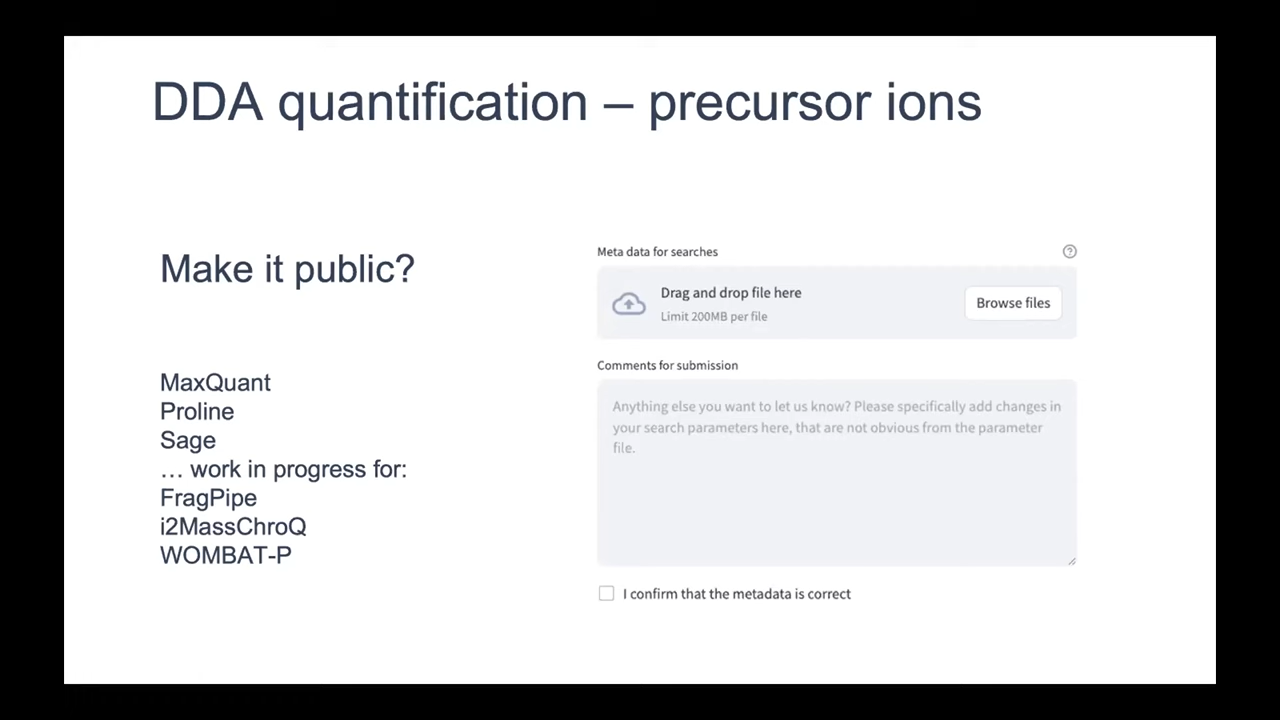 DDA quantification – precursor ions
Make it public?
MaxQuant
Proline
Sage
… work in progress for:
FragPipe
i2MassChroQ
WOMBAT-P
Meta data for searches
Drag and drop file here
Limit 200MB per file
Browse files
Comments for submission
Anything else you want to let us know? Please specifically add changes in
your search parameters here, that are not obvious from the parameter
file.
I confirm that the metadata is correct